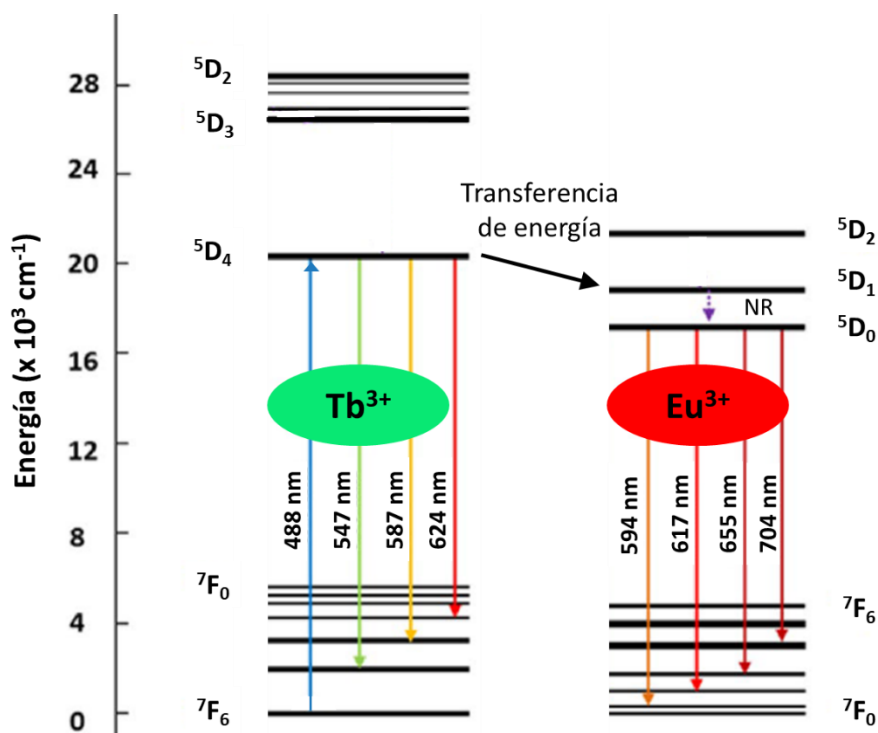 Energía (x 10³ cm⁻¹)
28
24
20
16
12
8
4
0
⁵D₂
⁵D₃
⁵D₄
⁷F₀
⁷F₆
Tb³⁺
488 nm
547 nm
587 nm
624 nm
Transferencia
de energía
⁵D₂
⁵D₁
NR
⁵D₀
Eu³⁺
594 nm
617 nm
655 nm
704 nm
⁷F₆
⁷F₀